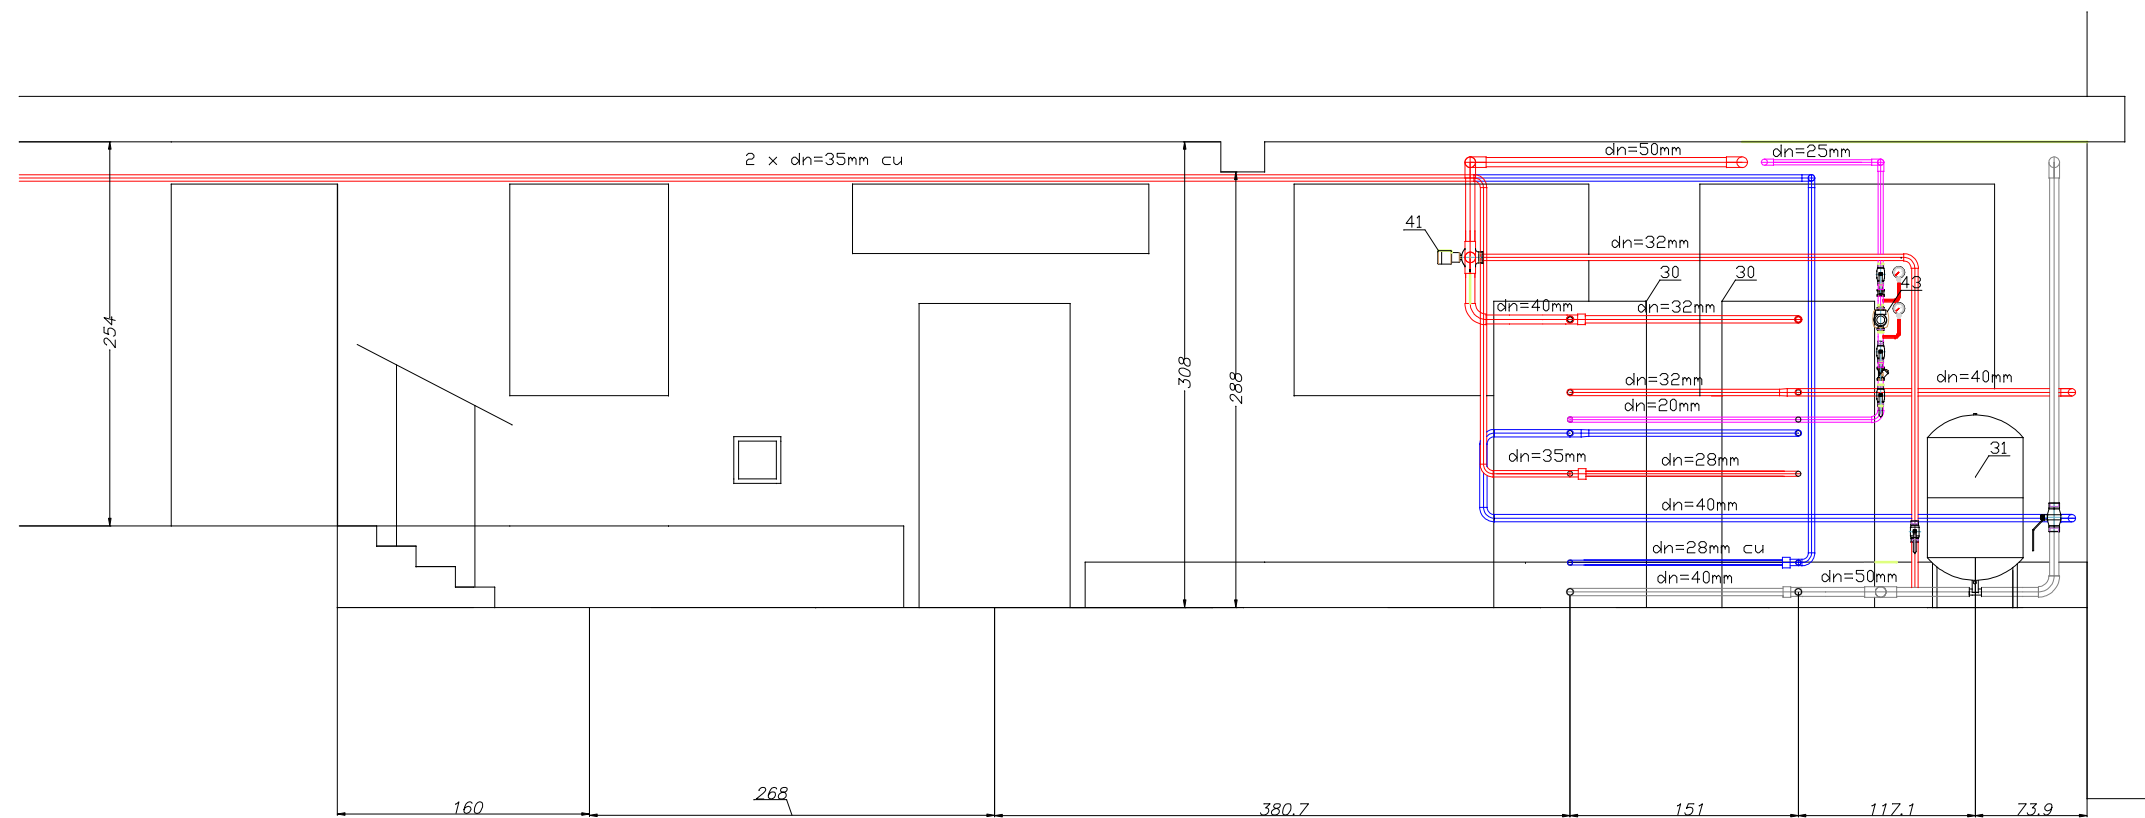 dn=50mm
dn=25mm
2 x dn=35mm cu
41
dn=32mm
30
30
43
dn=40mm
dn=32mm
254
308
288
dn=32mm
dn=40mm
dn=20mm
31
dn=35mm
dn=28mm
dn=40mm
dn=28mm cu
dn=40mm
dn=50mm
160
268
380.7
151
117.1
73.9